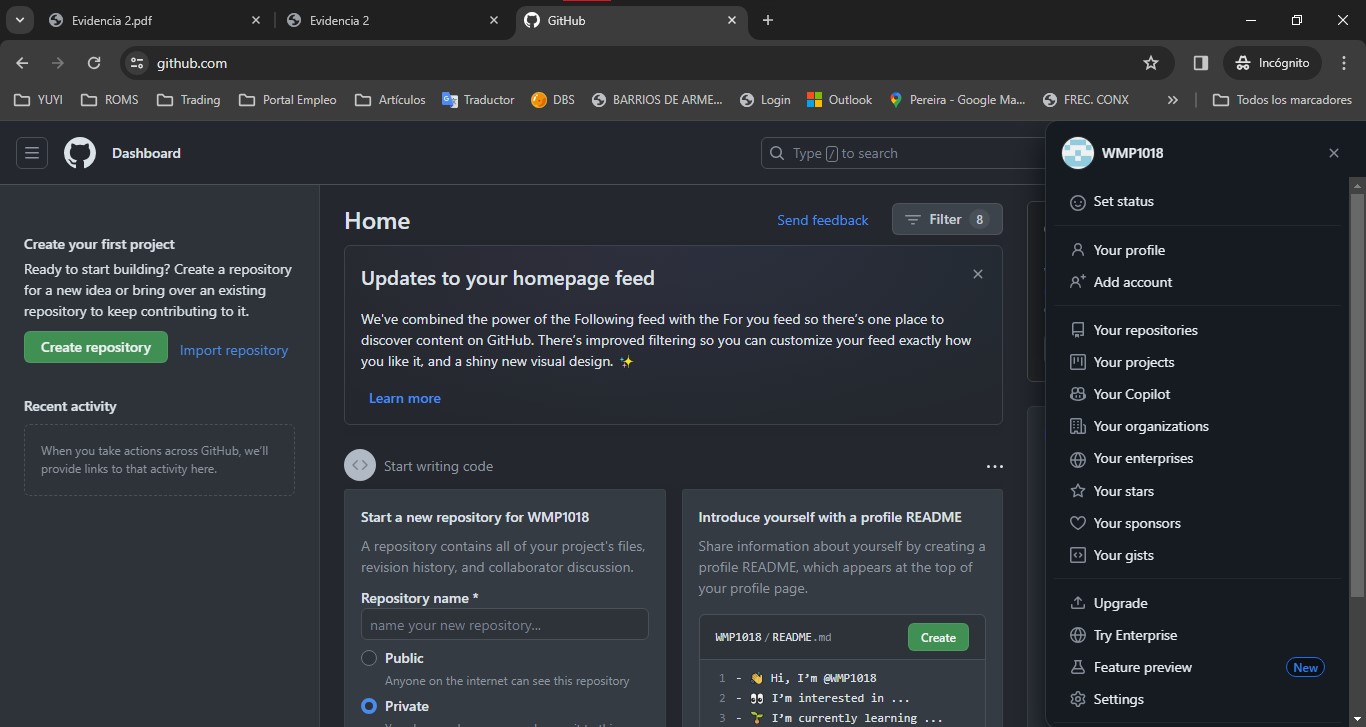 Evidencia 2.pdf
Evidencia 2
GitHub
github.com
Incógnito
YUYI
ROMS
Trading
Portal Empleo
Artículos
Traductor
DBS
BARRIOS DE ARME...
Login
Outlook
Pereira - Google Ma...
FREC. CONX
»
Todos los marcadores
Dashboard
Type / to search
Create your first project
Ready to start building? Create a repository
for a new idea or bring over an existing
repository to keep contributing to it.
Create repository
Import repository
Recent activity
When you take actions across GitHub, we'll
provide links to that activity here.
Home
Send feedback
Filter 8
Updates to your homepage feed
We've combined the power of the Following feed with the For you feed so there's one place to
discover content on GitHub. There's improved filtering so you can customize your feed exactly how
you like it, and a shiny new visual design. ✨
Learn more
Start writing code
Start a new repository for WMP1018
A repository contains all of your project's files,
revision history, and collaborator discussion.
Repository name *
name your new repository...
Public
Anyone on the internet can see this repository
Private
Introduce yourself with a profile README
Share information about yourself by creating a
profile README, which appears at the top of
your profile page.
WMP1018 / README.md
Create
1 - 👋 Hi, I'm @WMP1018
2 - 👀 I'm interested in ...
3 - 🌱 I'm currently learning ...
WMP1018
Set status
Your profile
Add account
Your repositories
Your projects
Your Copilot
Your organizations
Your enterprises
Your stars
Your sponsors
Your gists
Upgrade
Try Enterprise
Feature preview
New
Settings